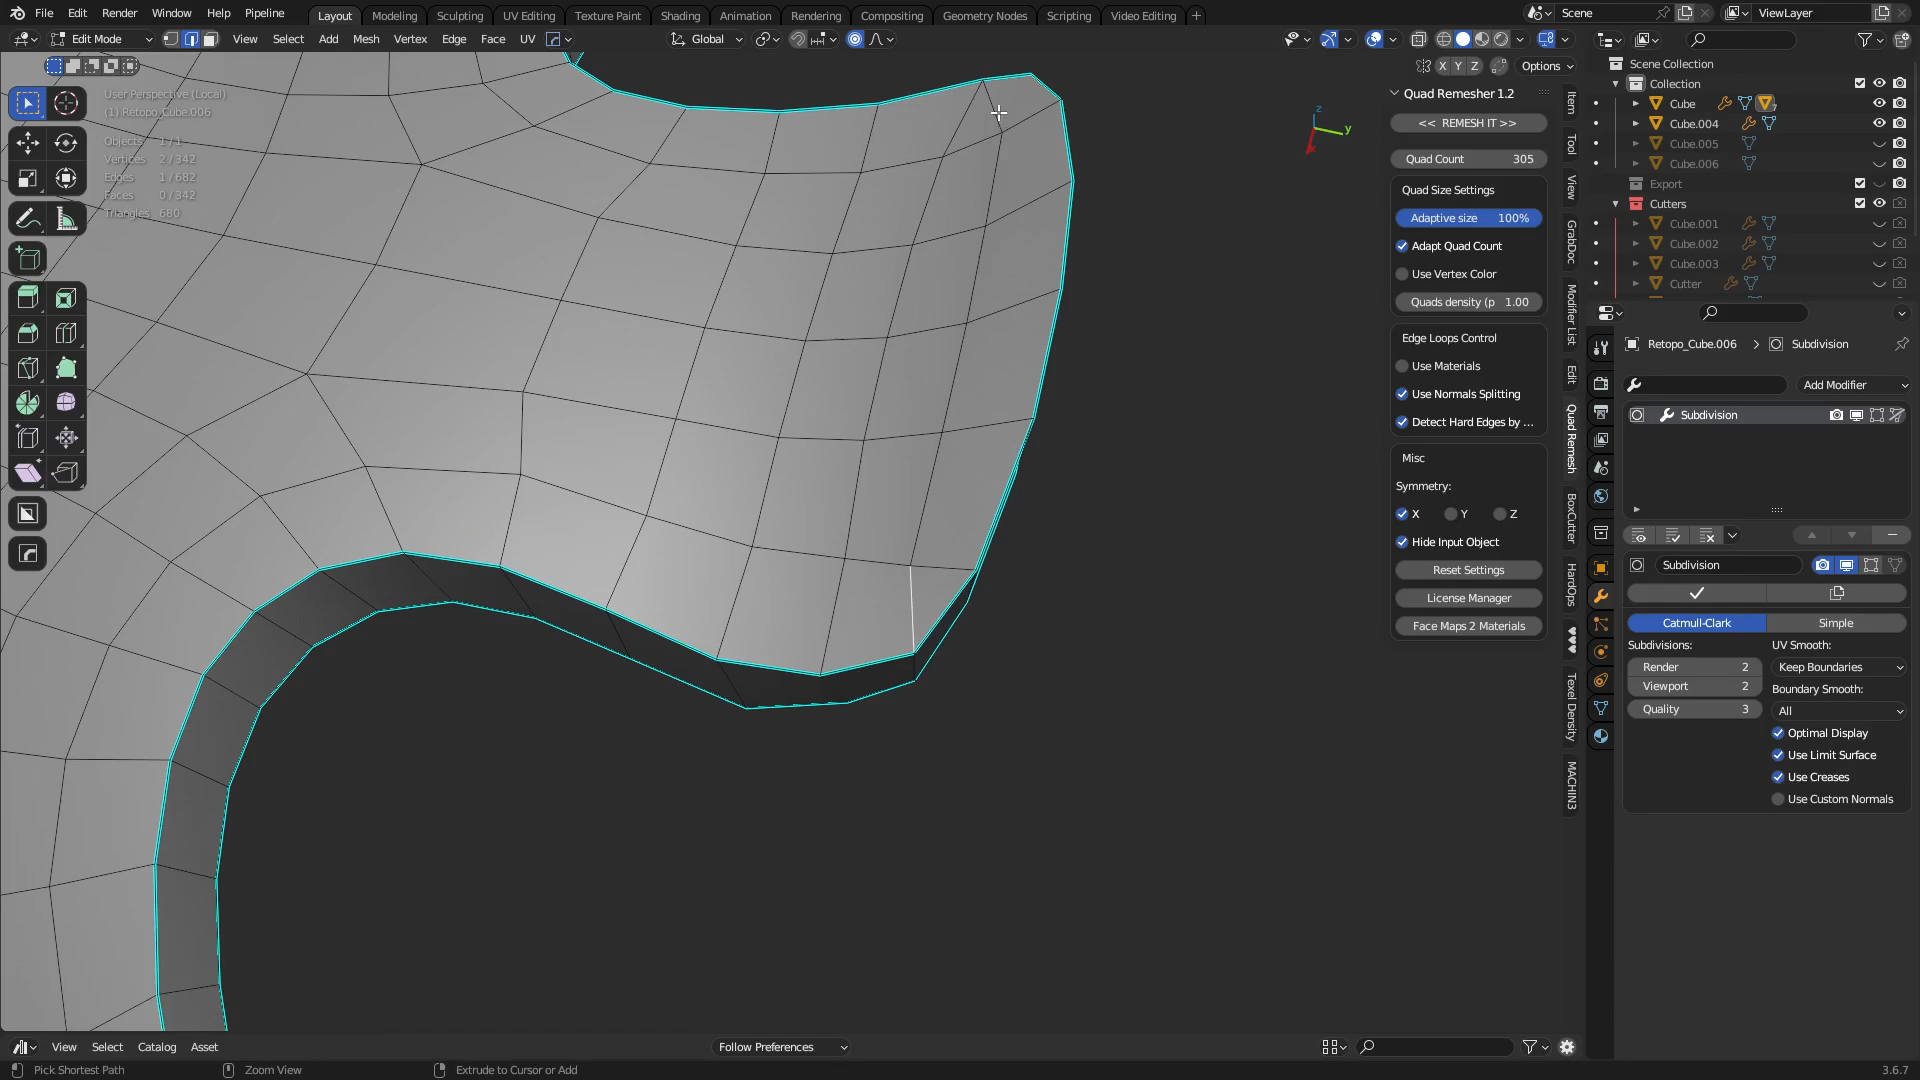 File Edit Render Window Help Pipeline Layout Modeling Sculpting UV Editing Texture Paint Shading Animation Rendering Compositing Geometry Nodes Scripting Video Editing + Scene ViewLayer
Edit Mode View Select Add Mesh Vertex Edge Face UV Global
X Y Z Options
User Perspective (Local)
(1) Retopo_Cube.006
Objects 1/1
Vertices 2 / 342
Edges 1/682
Faces 0/342
Triangles 680
z
y
Quad Remesher 1.2
<< REMESH IT >>
Quad Count 305
Quad Size Settings
Adaptive size 100%
Adapt Quad Count
Use Vertex Color
Quads density (p 1.00
Edge Loops Control
Use Materials
Use Normals Splitting
Detect Hard Edges by ...
Misc
Symmetry:
X Y Z
Hide Input Object
Reset Settings
License Manager
Face Maps 2 Materials
Item
Tool
View
GrabDoc
Modifier List
Edit
Quad Remesh
BoxCutter
HardOps
Texel Density
MACHIN3
Scene Collection
Collection
Cube
Cube.004
Cube.005
Cube.006
Export
Cutters
Cube.001
Cube.002
Cube.003
Cutter
Retopo_Cube.006 > Subdivision
Add Modifier
Subdivision
Subdivision
Catmull-Clark Simple
Subdivisions: UV Smooth:
Render 2 Keep Boundaries
Viewport 2 Boundary Smooth:
Quality 3 All
Optimal Display
Use Limit Surface
Use Creases
Use Custom Normals
View Select Catalog Asset Follow Preferences
Pick Shortest Path Zoom View Extrude to Cursor or Add 3.6.7